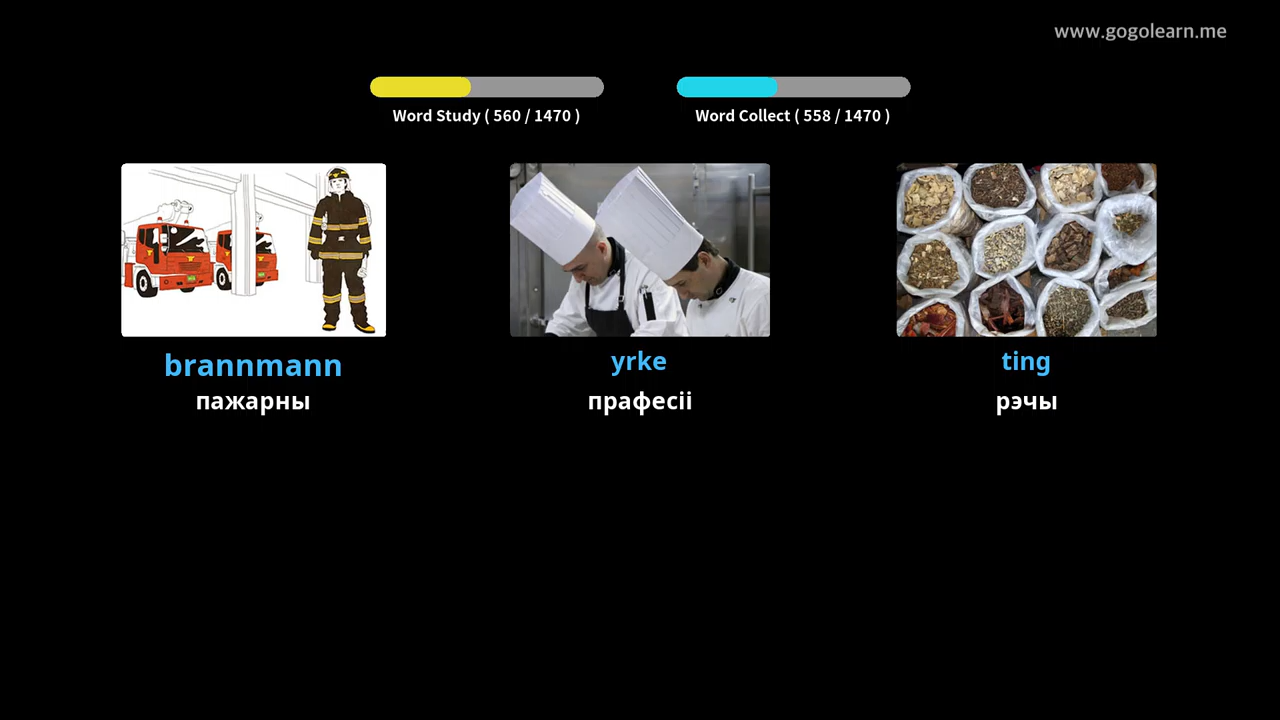 www.gogolearn.me
Word Study ( 560 / 1470 )
Word Collect ( 558 / 1470 )
brannmann
yrke
ting
пажарны
прафесіі
рэчы